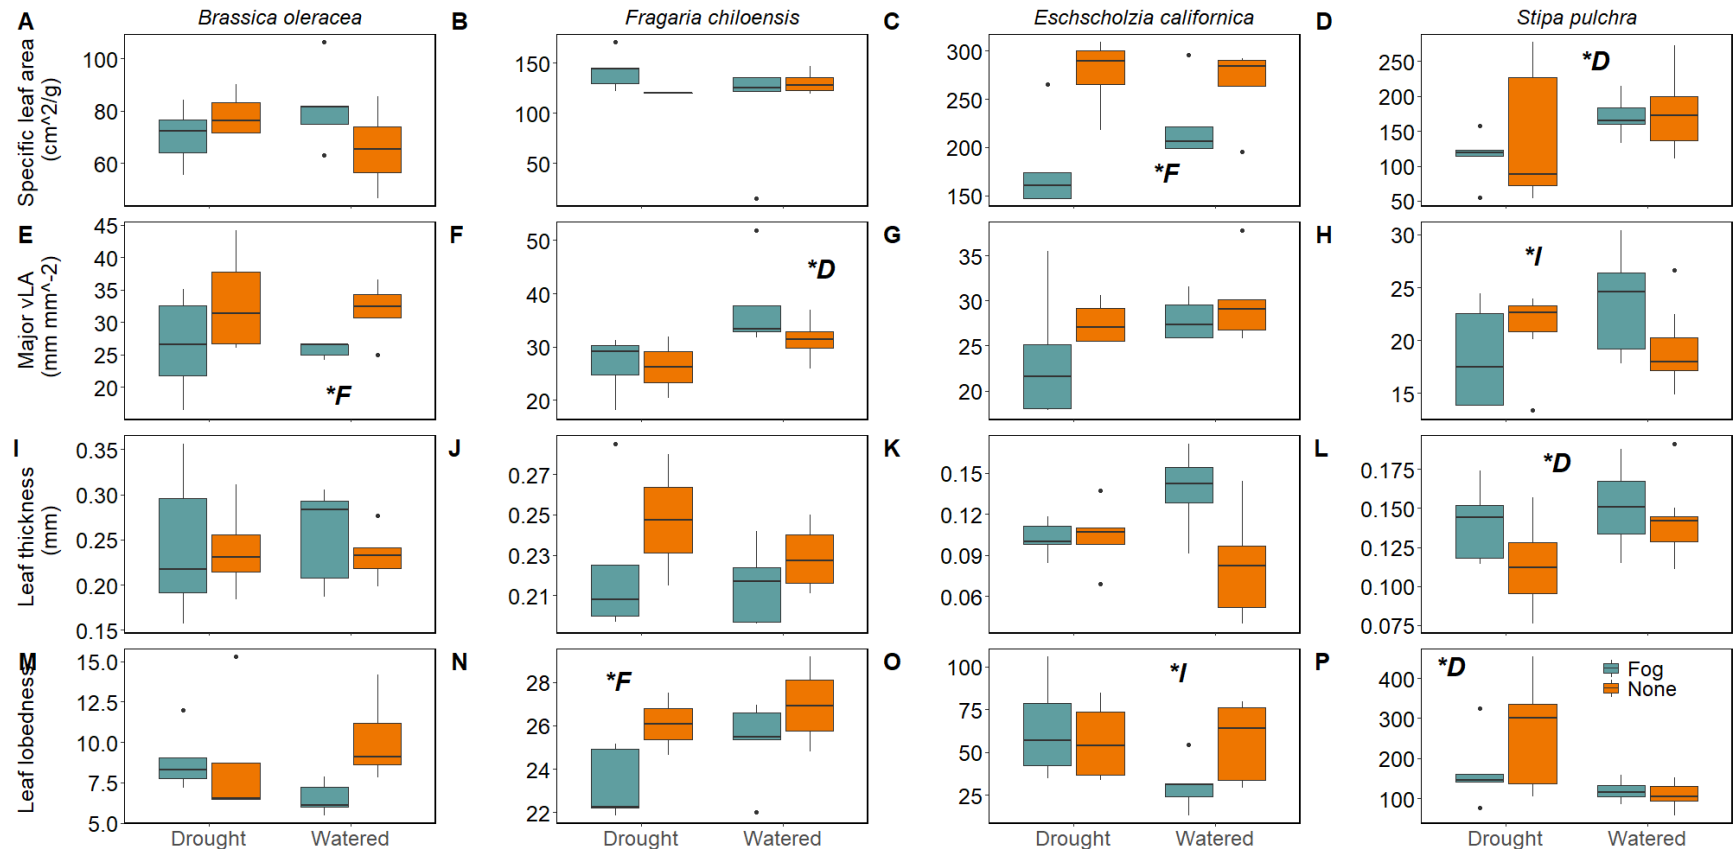 A Brassica oleracea B Fragaria chiloensis C Eschscholzia californica D Stipa pulchra
Specific leaf area
(cm^2/g)
100
80
60
150
100
50
300
250
200
150
*F
250
200
150
100
50
*D
E F G H
Major vLA
(mm mm^-2)
45
40
35
30
25
20
*F
50
40
30
20
*D
35
30
25
20
30
25
20
15
*I
I J K L
Leaf thickness
(mm)
0.35
0.30
0.25
0.20
0.15
0.27
0.25
0.23
0.21
0.15
0.12
0.09
0.06
0.175
0.150
0.125
0.100
0.075
*D
M N O P
Leaf lobedness
15.0
12.5
10.0
7.5
5.0
28
26
24
22
*F
100
75
50
25
*I
400
300
200
100
*D
Fog
None
Drought Watered Drought Watered Drought Watered Drought Watered